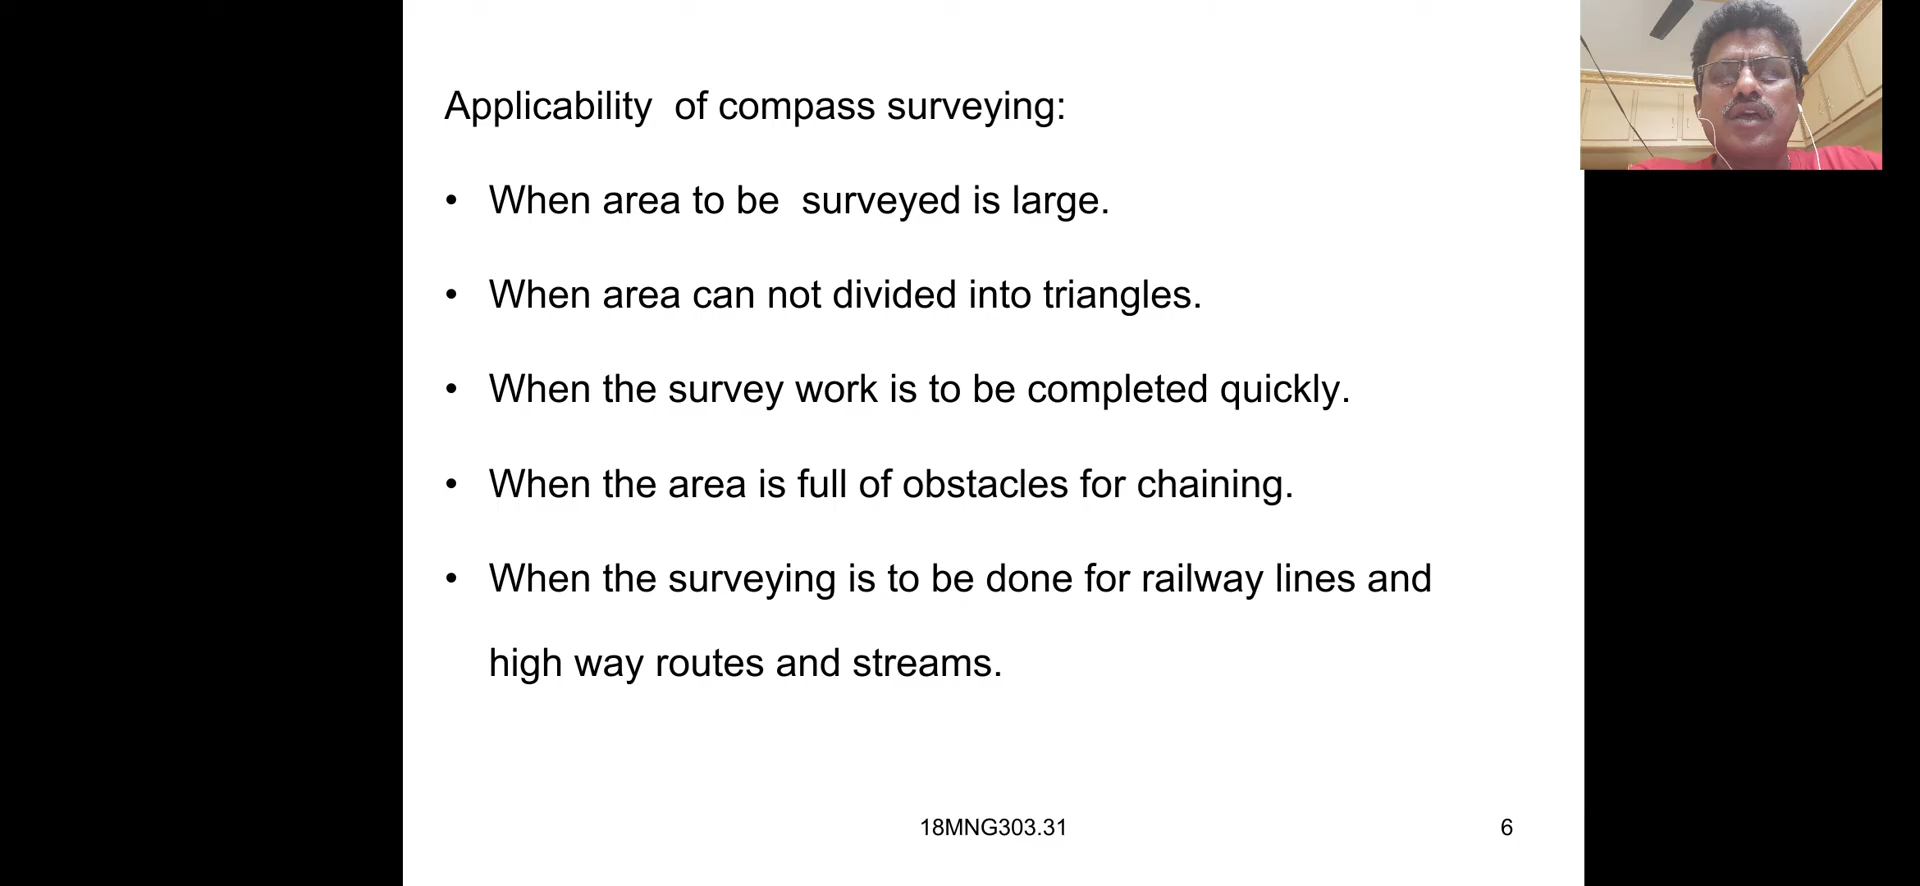 Applicability  of compass surveying:
• When area to be  surveyed is large.
• When area can not divided into triangles.
• When the survey work is to be completed quickly.
• When the area is full of obstacles for chaining.
• When the surveying is to be done for railway lines and
high way routes and streams.
18MNG303.31
6